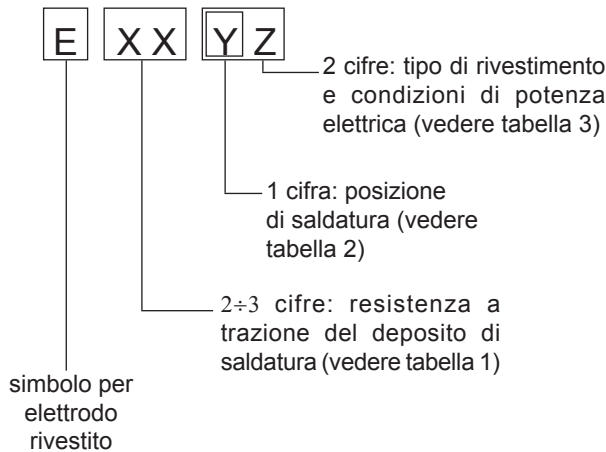 E XX Y Z
2 cifre: tipo di rivestimento
e condizioni di potenza
elettrica (vedere tabella 3)
1 cifra: posizione
di saldatura (vedere
tabella 2)
2÷3 cifre: resistenza a
trazione del deposito di
saldatura (vedere tabella 1)
simbolo per
elettrodo
rivestito